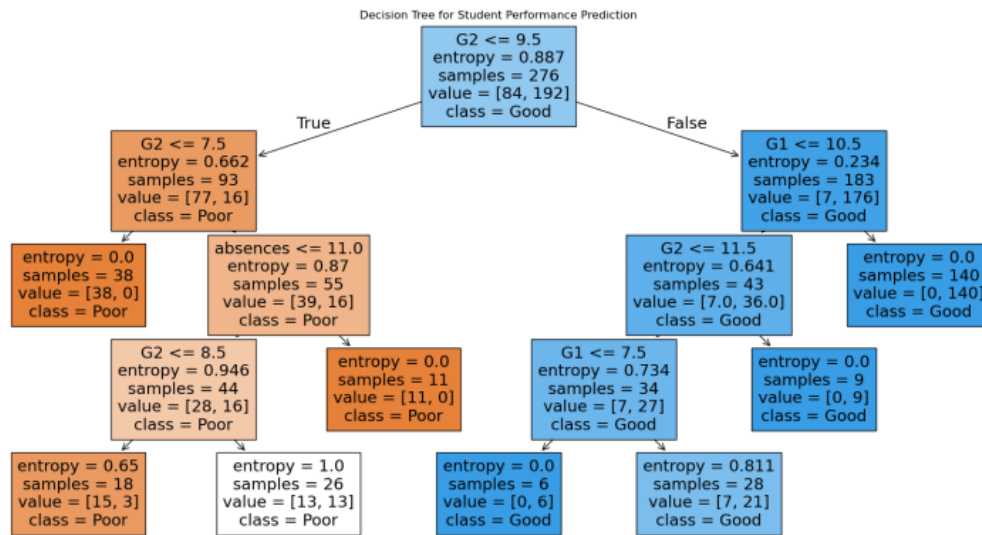 Decision Tree for Student Performance Prediction
G2 <= 9.5
entropy = 0.887
samples = 276
value = [84, 192]
class = Good
True
False
G2 <= 7.5
entropy = 0.662
samples = 93
value = [77, 16]
class = Poor
G1 <= 10.5
entropy = 0.234
samples = 183
value = [7, 176]
class = Good
entropy = 0.0
samples = 38
value = [38, 0]
class = Poor
absences <= 11.0
entropy = 0.87
samples = 55
value = [39, 16]
class = Poor
G2 <= 11.5
entropy = 0.641
samples = 43
value = [7.0, 36.0]
class = Good
entropy = 0.0
samples = 140
value = [0, 140]
class = Good
G2 <= 8.5
entropy = 0.946
samples = 44
value = [28, 16]
class = Poor
entropy = 0.0
samples = 11
value = [11, 0]
class = Poor
G1 <= 7.5
entropy = 0.734
samples = 34
value = [7, 27]
class = Good
entropy = 0.0
samples = 9
value = [0, 9]
class = Good
entropy = 0.65
samples = 18
value = [15, 3]
class = Poor
entropy = 1.0
samples = 26
value = [13, 13]
class = Poor
entropy = 0.0
samples = 6
value = [0, 6]
class = Good
entropy = 0.811
samples = 28
value = [7, 21]
class = Good